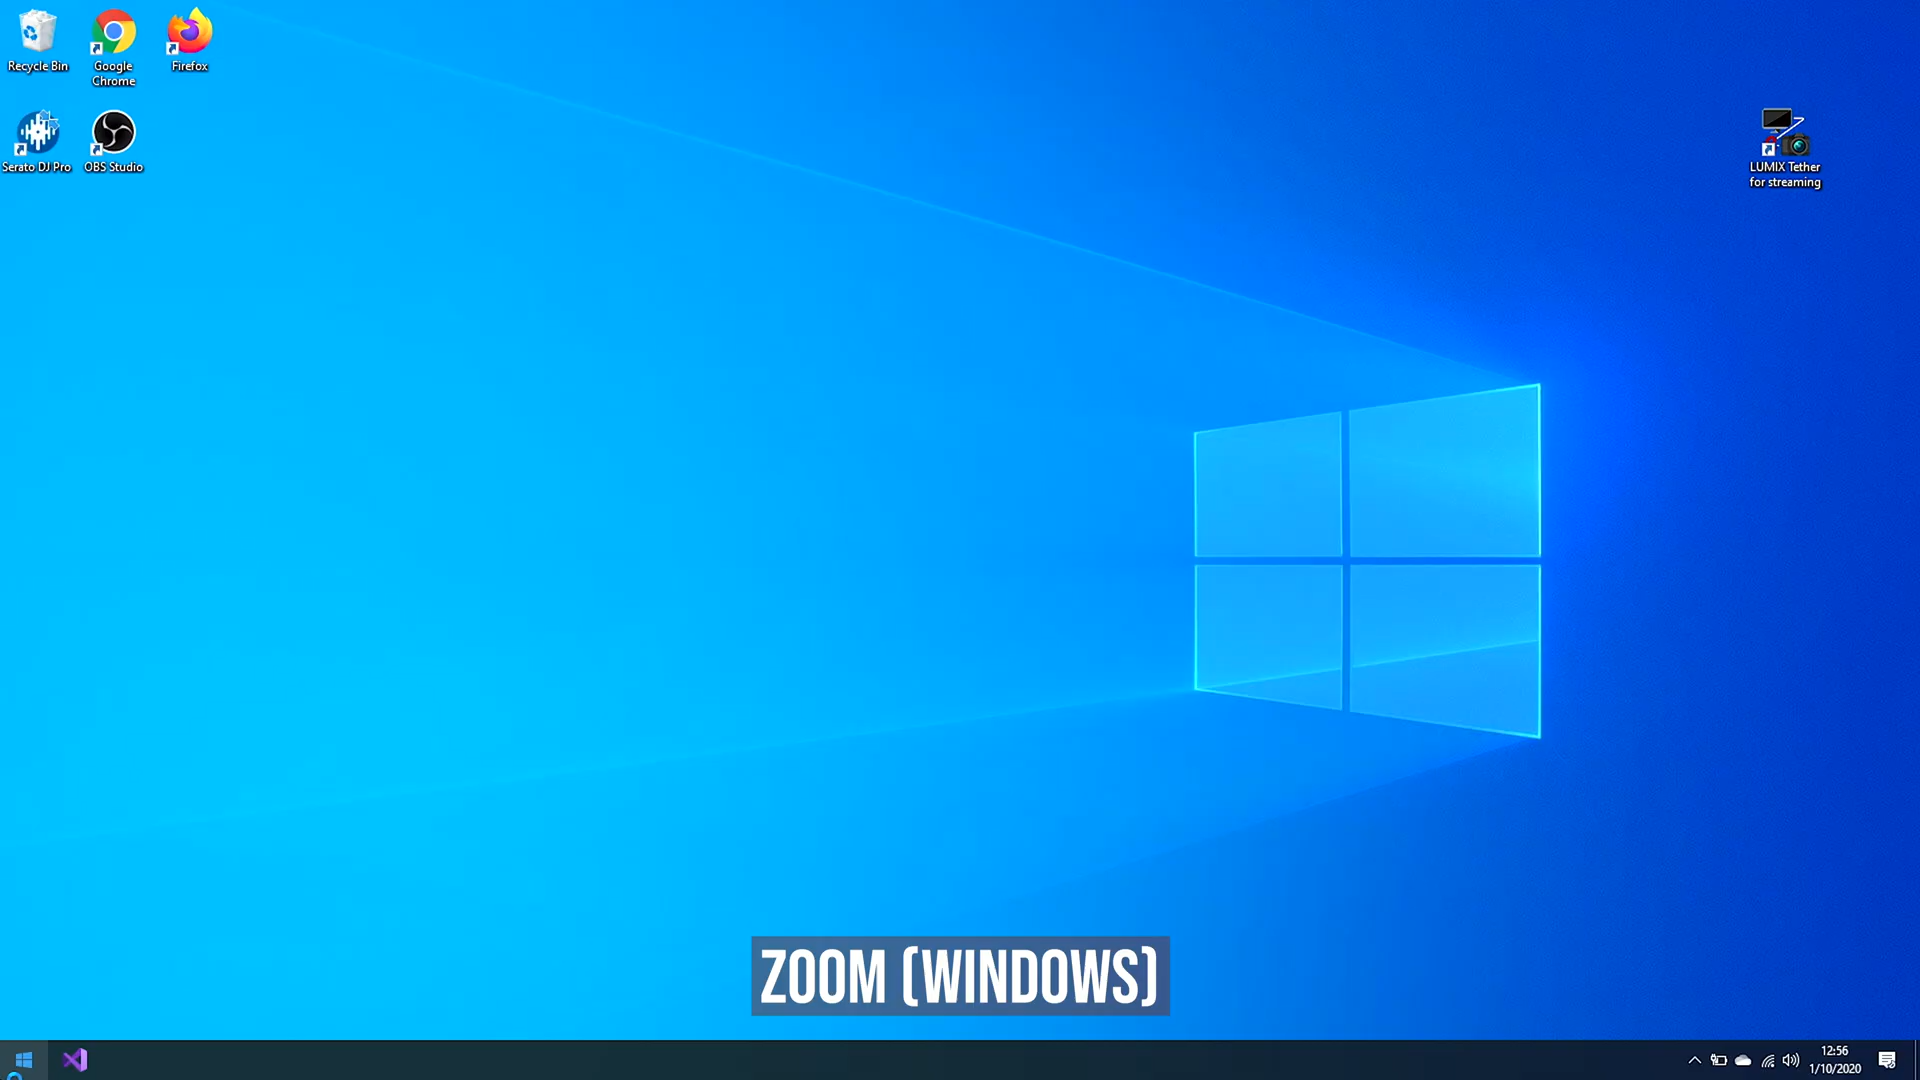 Recycle Bin
Google
Chrome
Firefox
Serato DJ Pro
OBS Studio
LUMIX Tether
for streaming
ZOOM (WINDOWS)
12:56
1/10/2020